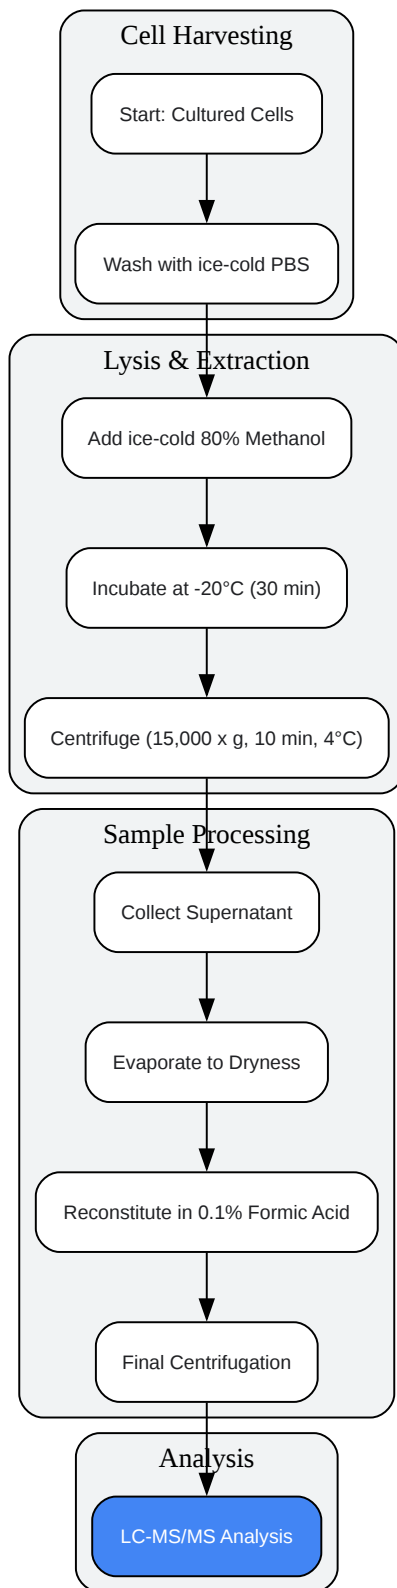 Cell Harvesting
Start: Cultured Cells
Wash with ice-cold PBS
Lysis & Extraction
Add ice-cold 80% Methanol
Incubate at -20°C (30 min)
Centrifuge (15,000 x g, 10 min, 4°C)
Sample Processing
Collect Supernatant
Evaporate to Dryness
Reconstitute in 0.1% Formic Acid
Final Centrifugation
Analysis
LC-MS/MS Analysis